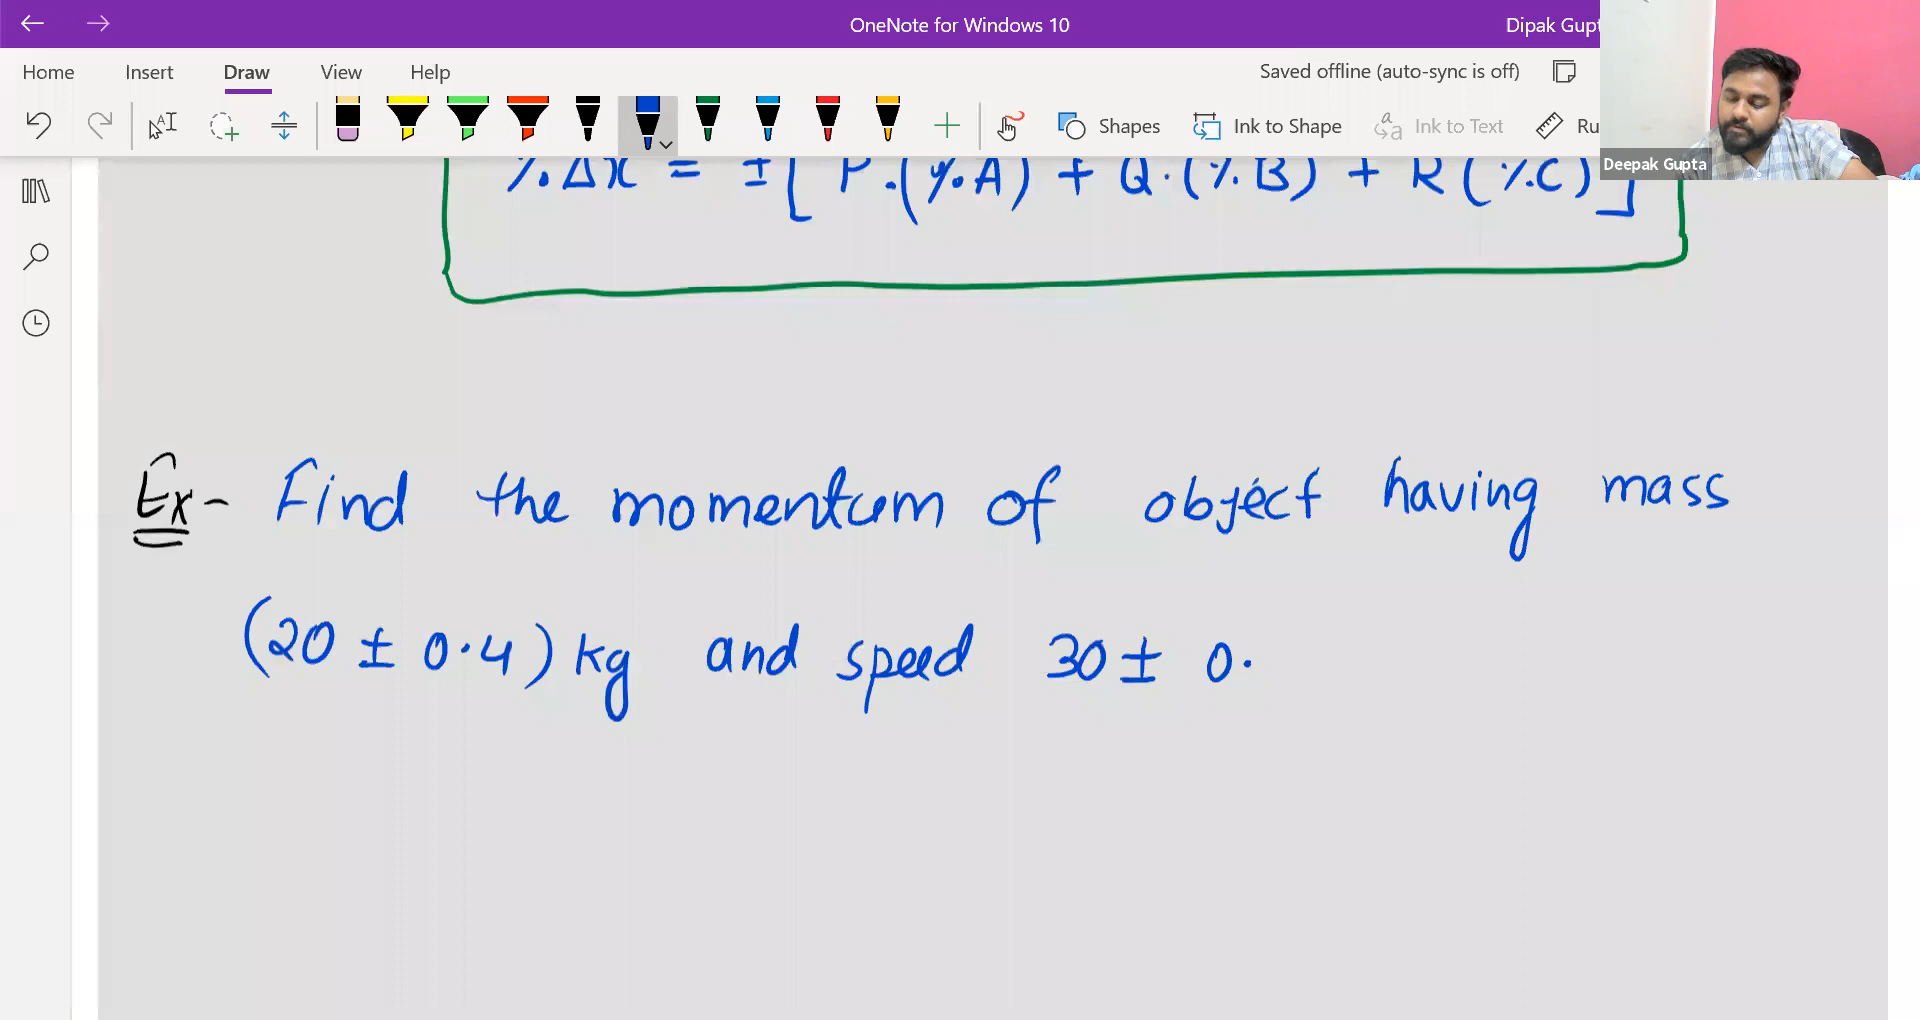 OneNote for Windows 10
Dipak Gupt
Home Insert Draw View Help
Saved offline (auto-sync is off)
Shapes Ink to Shape Ink to Text Ru
Deepak Gupta
%. Δx = ± [ P.(%.A) + Q.(%.B) + R(%.C) ]
Ex- Find the momentum of object having mass
(20 ± 0.4) kg and speed 30 ± 0.